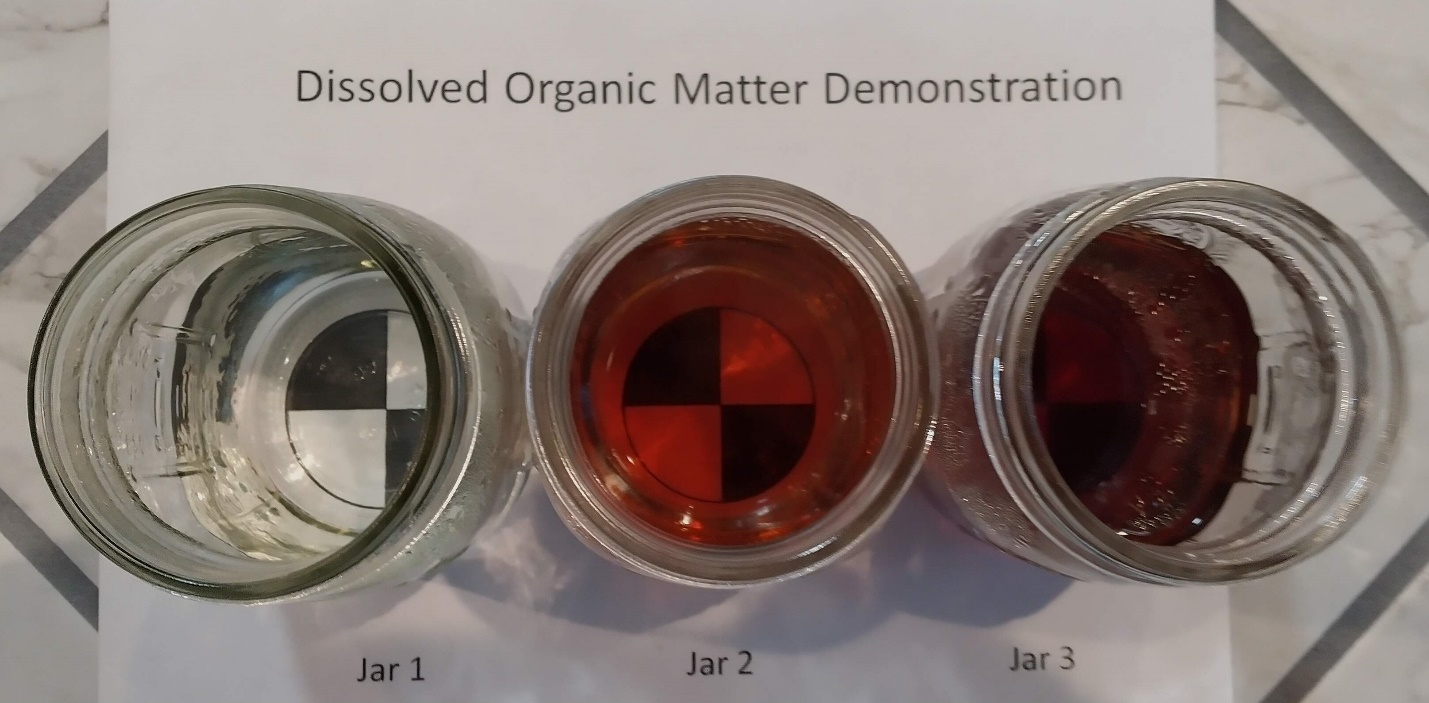 Dissolved Organic Matter Demonstration
Jar 1
Jar 2
Jar 3